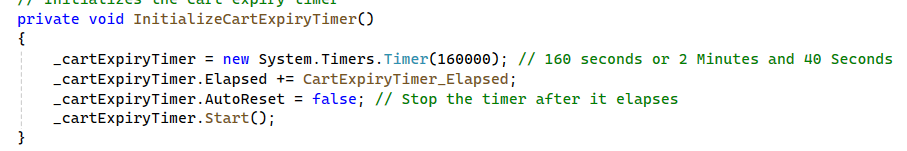 // Initializes the cart expiry timer
private void InitializeCartExpiryTimer()
{
    _cartExpiryTimer = new System.Timers.Timer(160000); // 160 seconds or 2 Minutes and 40 Seconds
    _cartExpiryTimer.Elapsed += CartExpiryTimer_Elapsed;
    _cartExpiryTimer.AutoReset = false; // Stop the timer after it elapses
    _cartExpiryTimer.Start();
}